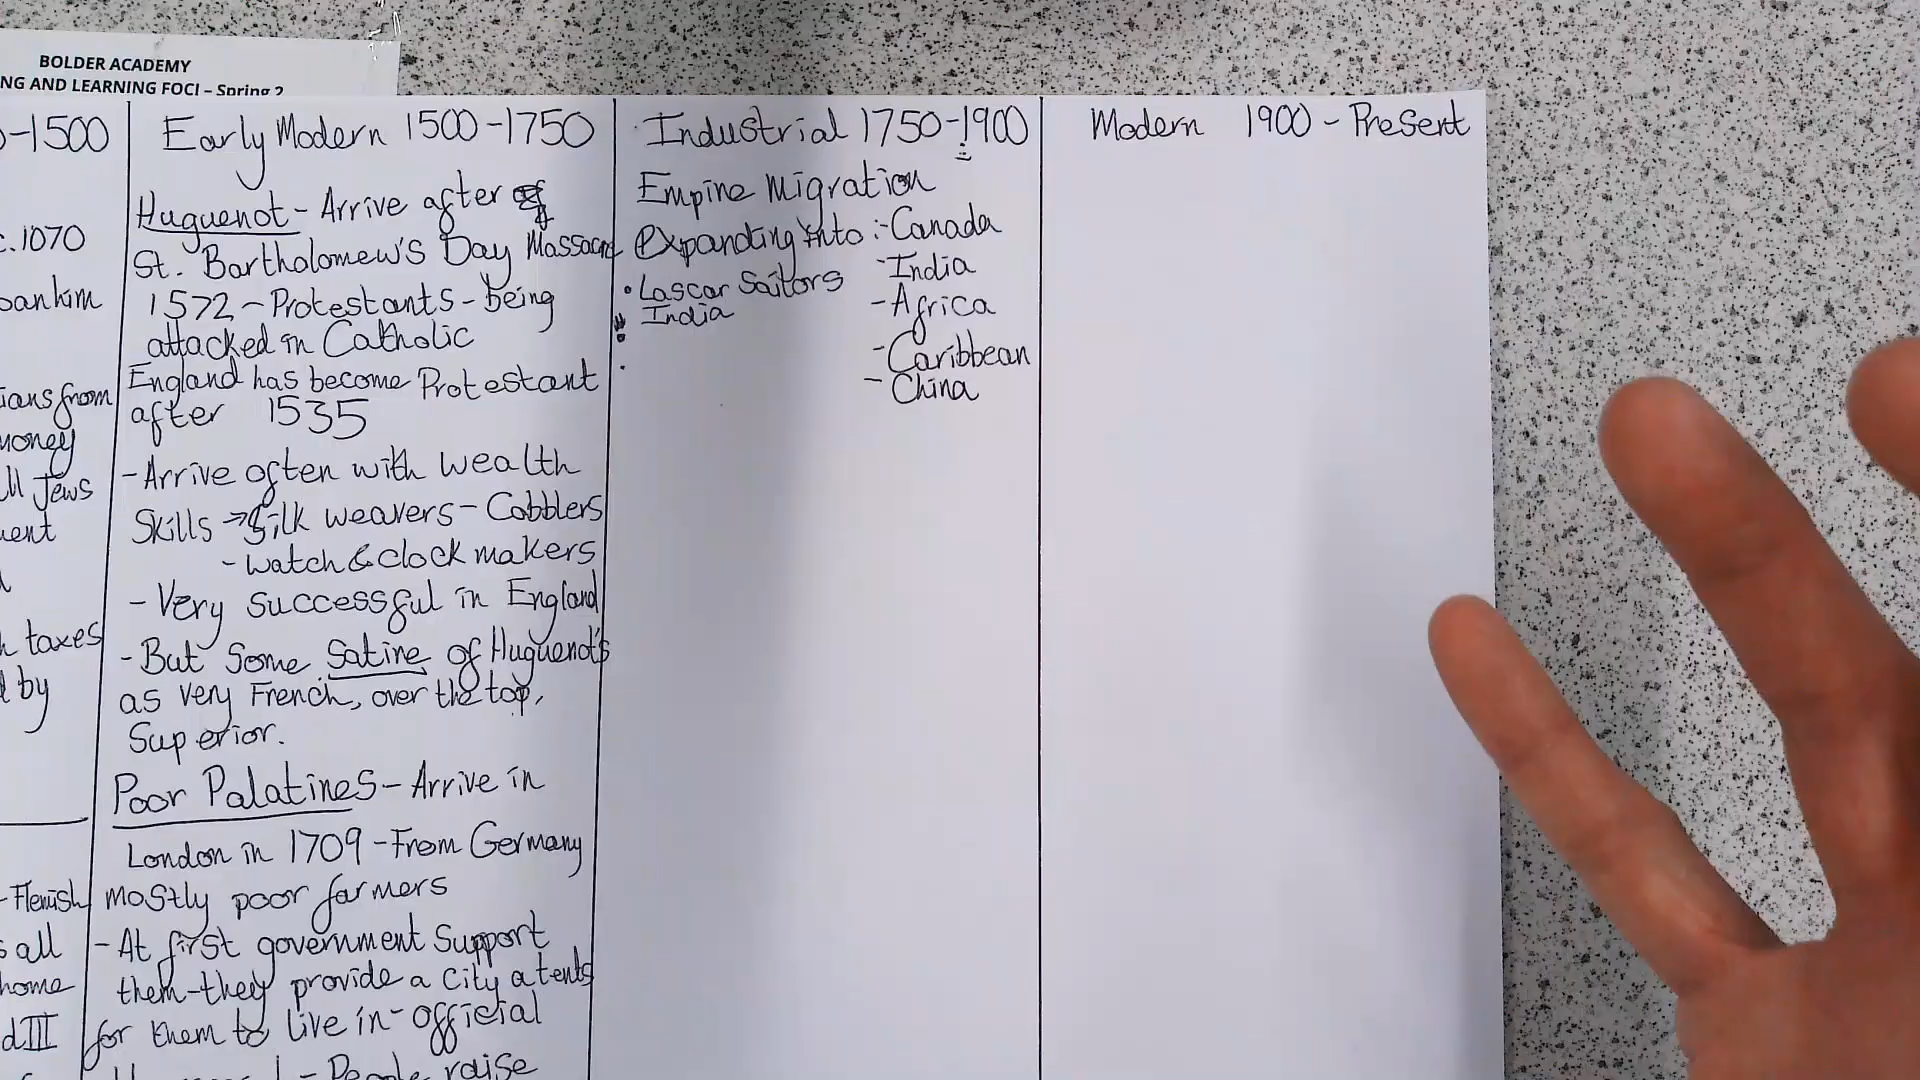 BOLDER ACADEMY
NG AND LEARNING FOCI – Spring 2
-1500
c.1070
ians from
money
ll Jews
ent
taxes
by
- Flemish
s all
home
d III
Early Modern 1500-1750
Huguenot - Arrive after
St. Bartholomew's Day Massacre
1572 - Protestants - being
attacked in Catholic
England has become Protestant
after 1535
- Arrive often with wealth
Skills → Silk weavers - Cobblers
- Watch & clock makers
- Very successful in England
- But some Satire of Huguenot's
as very French, over the top,
Superior.
Poor Palatines - Arrive in
London in 1709 - From Germany
mostly poor farmers
- At first government Support
them - they provide a city a tents
for them to live in - official
- People raise
Industrial 1750-1900
Empire Migration
Expanding into :- Canada
- India
- Africa
- Caribbean
- China
• Lascar Sailors
India
Modern 1900 - Present